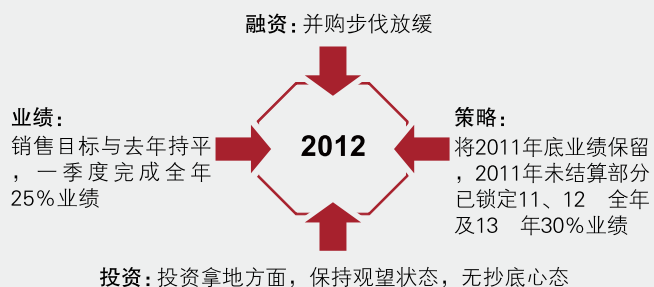 融资：并购步伐放缓
业绩：
销售目标与去年持平
，一季度完成全年
25%业绩
2012
策略：
将2011年底业绩保留
，2011年未结算部分
已锁定11、12　全年
及13　年30%业绩
投资：投资拿地方面，保持观望状态，无抄底心态